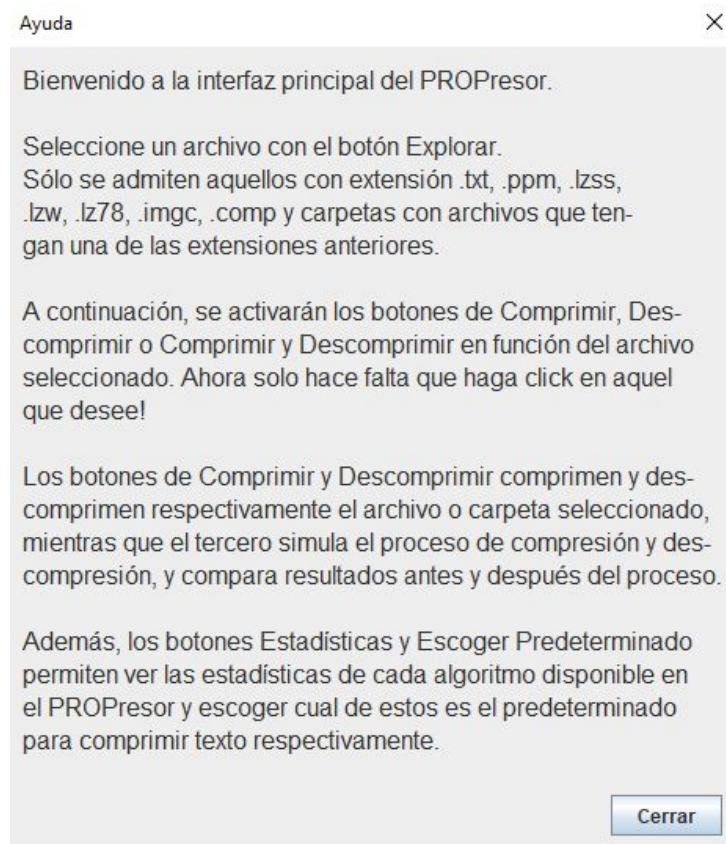 Ayuda
Bienvenido a la interfaz principal del PROPresor.
Seleccione un archivo con el botón Explorar.
Sólo se admiten aquellos con extensión .txt, .ppm, .lzss,
.lzw, .lz78, .imgc, .comp y carpetas con archivos que ten-
gan una de las extensiones anteriores.
A continuación, se activarán los botones de Comprimir, Des-
comprimir o Comprimir y Descomprimir en función del archivo
seleccionado. Ahora solo hace falta que haga click en aquel
que desee!
Los botones de Comprimir y Descomprimir comprimen y des-
comprimen respectivamente el archivo o carpeta seleccionado,
mientras que el tercero simula el proceso de compresión y des-
compresión, y compara resultados antes y después del proceso.
Además, los botones Estadísticas y Escoger Predeterminado
permiten ver las estadísticas de cada algoritmo disponible en
el PROPresor y escoger cual de estos es el predeterminado
para comprimir texto respectivamente.
Cerrar